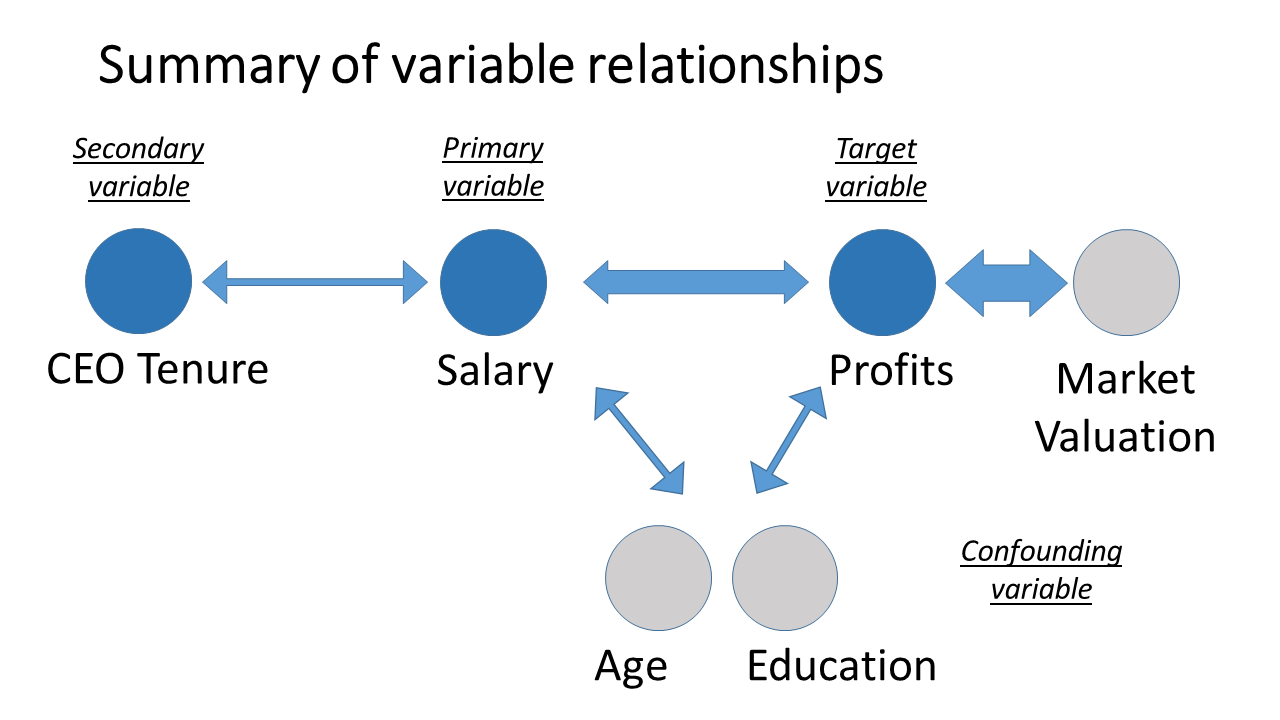 Summary of variable relationships
Secondary
variable
Primary
variable
Target
variable
CEO Tenure
Salary
Profits
Market
Valuation
Confounding
variable
Age
Education